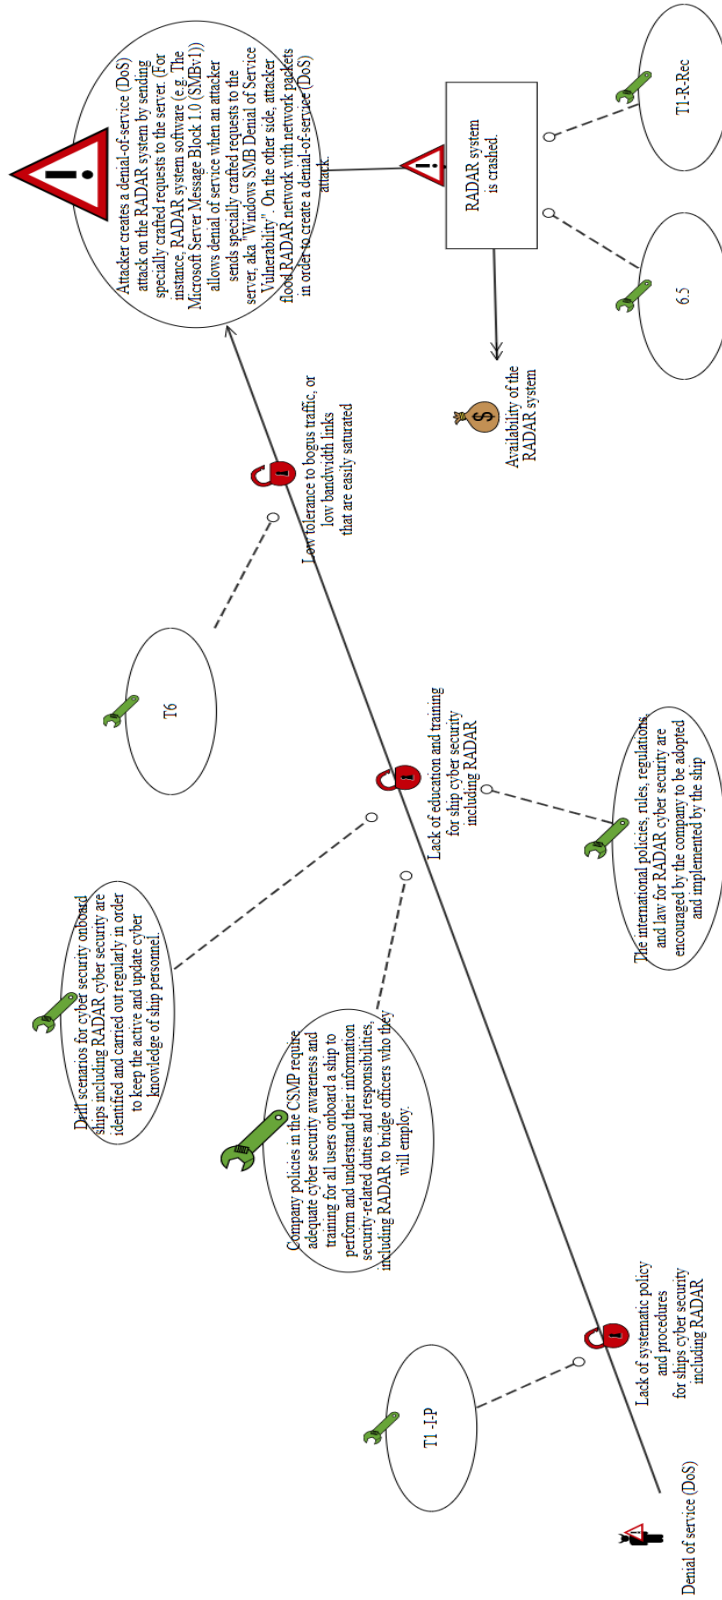 Denial of service (DoS)
Lack of systematic policy
and procedures
for ships cyber security
including RADAR
T1 -I-P
Company policies in the CSMP require
adequate cyber security awareness and
training for all users onboard a ship to
perform and understand their information
security-related duties and responsibilities,
including RADAR to bridge officers who they
will employ.
Drill scenarios for cyber security onboard
ships including RADAR cyber security are
identified and carried out regularly in order
to keep the active and update cyber
knowledge of ship personnel.
Lack of education and training
for ship cyber security
including RADAR
The international policies, rules, regulations,
and law for RADAR cyber security are
encouraged by the company to be adopted
and implemented by the ship
T6
Low tolerance to bogus traffic, or
low bandwidth links
that are easily saturated
Attacker creates a denial-of-service (DoS)
attack on the RADAR system by sending
specially crafted requests to the server. (For
instance, RADAR system software (e.g. The
Microsoft Server Message Block 1.0 (SMBv1))
allows denial of service when an attacker
sends specially crafted requests to the
server, aka "Windows SMB Denial of Service
Vulnerability". On the other side, attacker
flood RADAR network with network packets
in order to create a denial-of-service (DoS)
attack.
RADAR system
is crashed.
$
Availability of the
RADAR system
6.5
T1-R-Rec